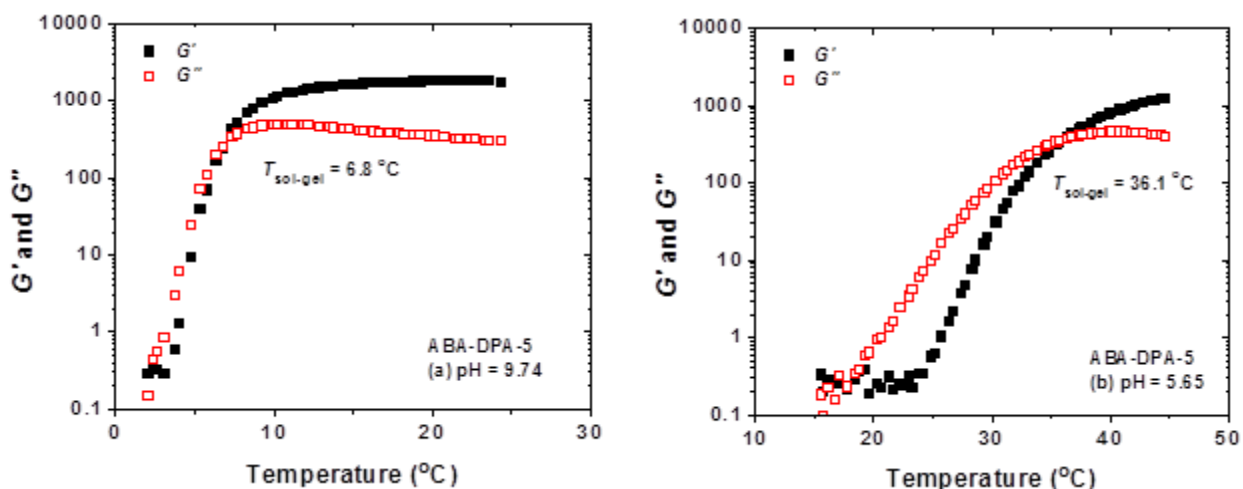 10000
1000
100
10
1
0.1
G' and G"
G'
G"
T sol-gel = 6.8 °C
ABA-DPA-5
(a) pH = 9.74
0 10 20 30
Temperature (°C)
10000
1000
100
10
1
0.1
G' and G"
G'
G"
T sol-gel = 36.1 °C
ABA-DPA-5
(b) pH = 5.65
10 20 30 40 50
Temperature (°C)